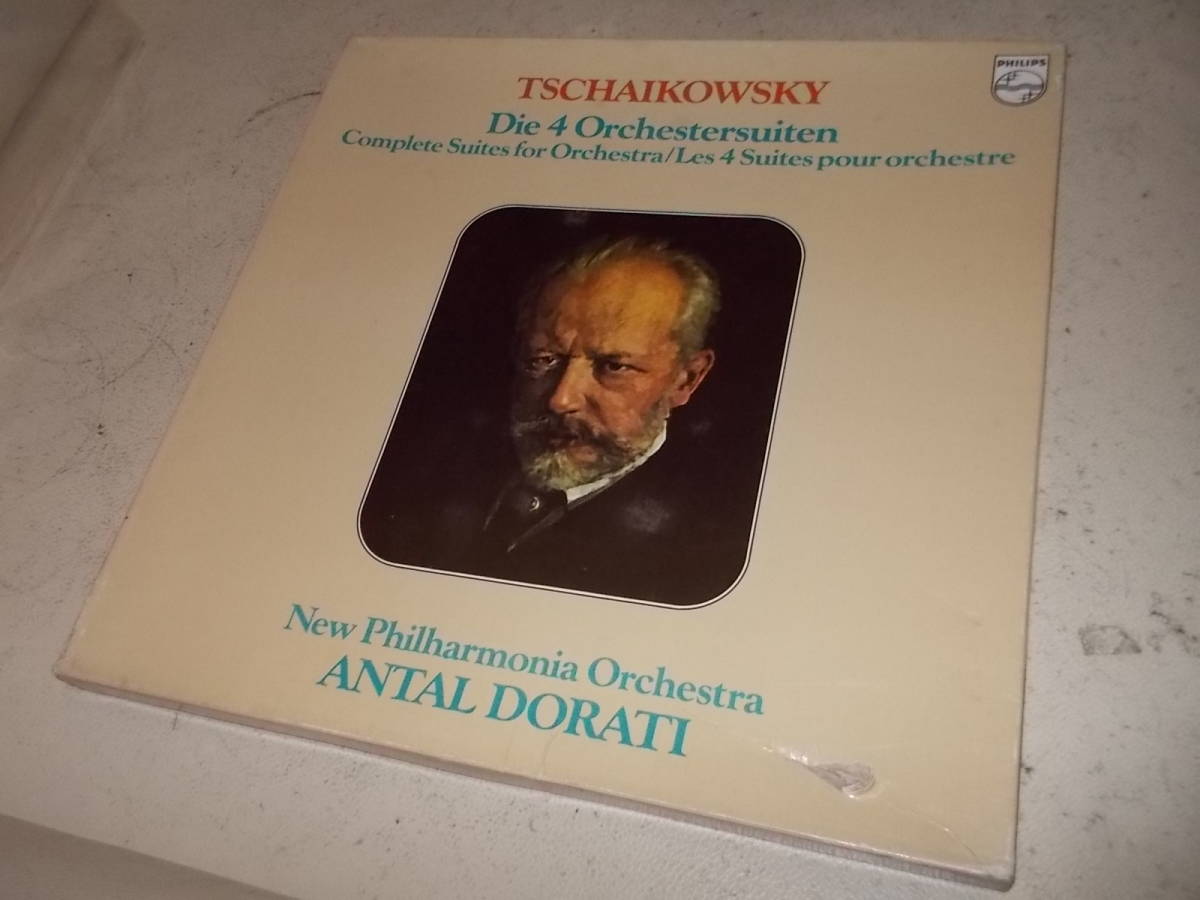 PHILIPS
TSCHAIKOWSKY
Die 4 Orchestersuiten
Complete Suites for Orchestra/Les 4 Suites pour orchestre
New Philharmonia Orchestra
ANTAL DORATI